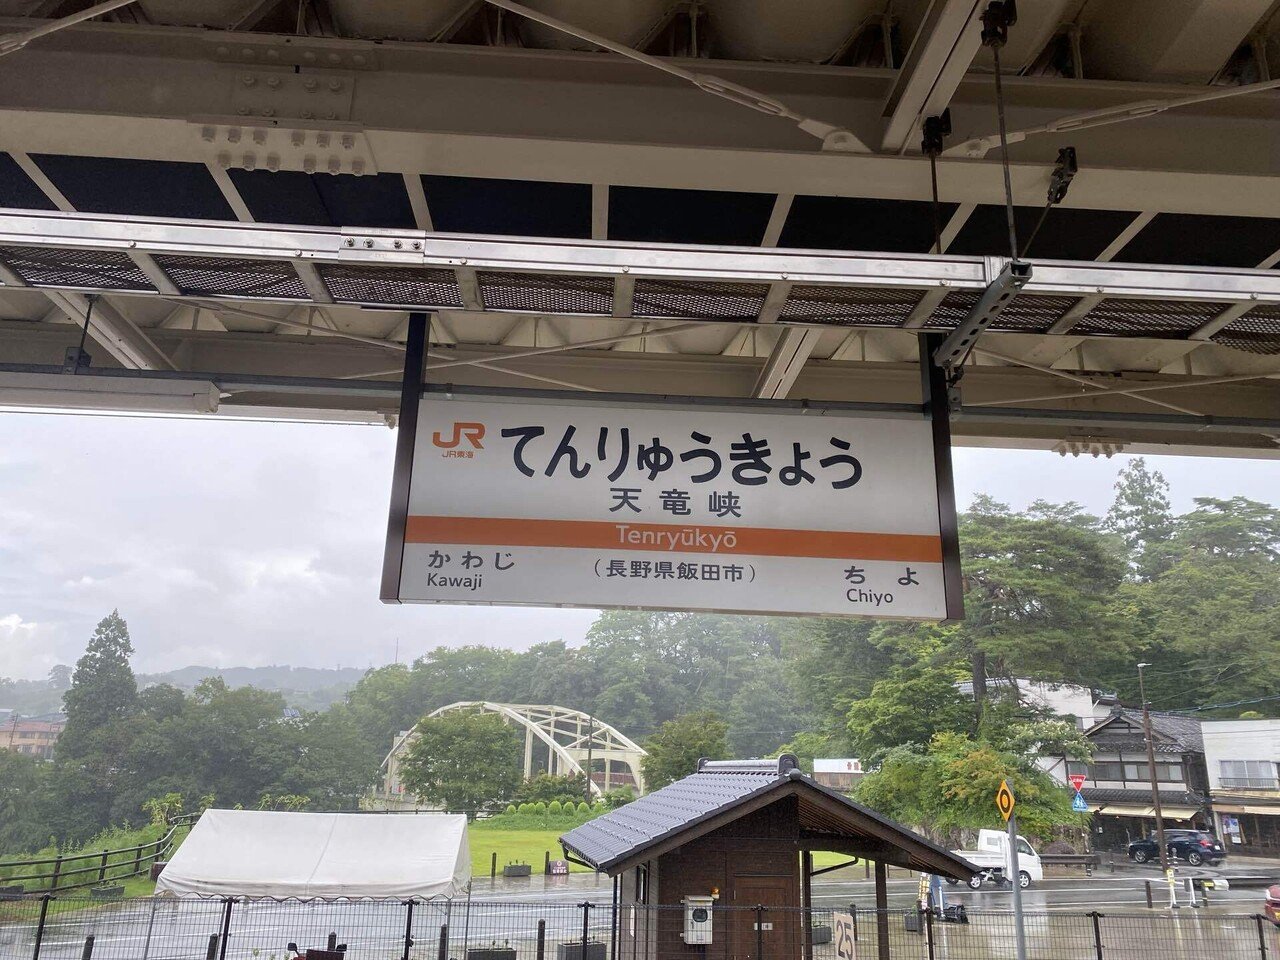 JR
JR東海
てんりゅうきょう
天竜峡
Tenryūkyō
かわじ
Kawaji
(長野県飯田市)
ちよ
Chiyo
25